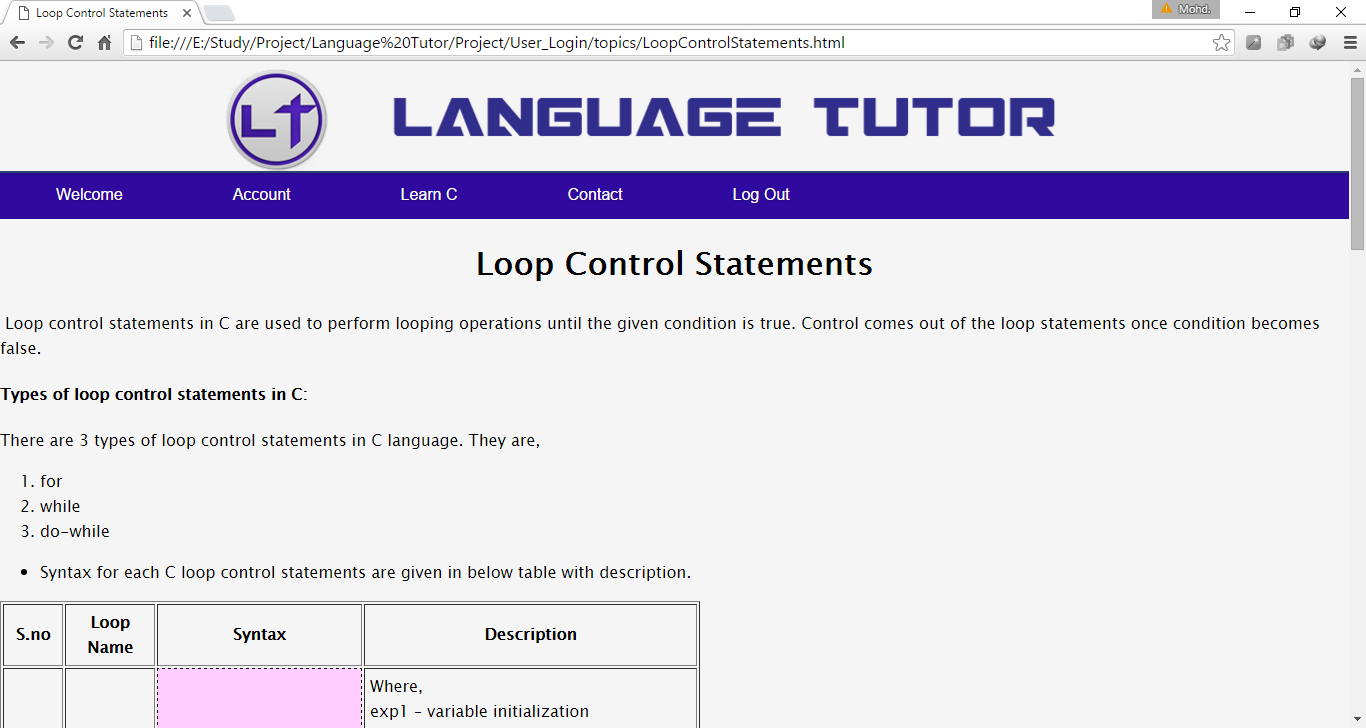 Loop Control Statements
Mohd.
file:///E:/Study/Project/Language%20Tutor/Project/User_Login/topics/LoopControlStatements.html
LT LANGUAGE TUTOR
Welcome Account Learn C Contact Log Out
Loop Control Statements
Loop control statements in C are used to perform looping operations until the given condition is true. Control comes out of the loop statements once condition becomes
false.
Types of loop control statements in C:
There are 3 types of loop control statements in C language. They are,
1. for
2. while
3. do-while
• Syntax for each C loop control statements are given in below table with description.
S.no Loop Name Syntax Description
Where,
exp1 – variable initialization